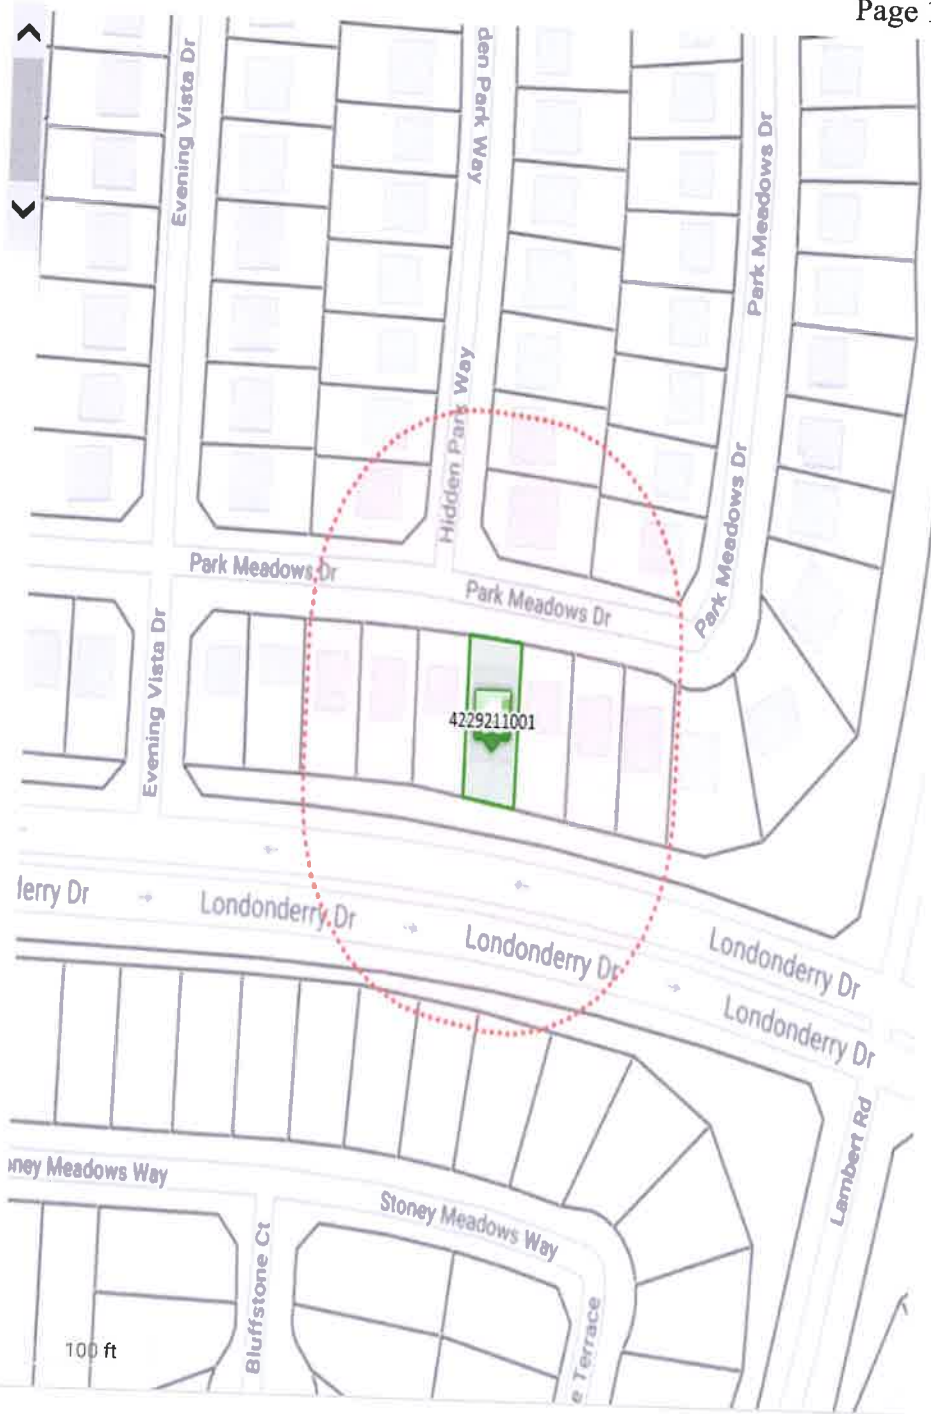 Page 1
Evening Vista Dr
den Park Way
Park Meadows Dr
Hidden Park Way
Park Meadows Dr
Park Meadows Dr
Park Meadows Dr
Evening Vista Dr
4229211001
derry Dr
Londonderry Dr
Londonderry Dr
Londonderry Dr
Londonderry Dr
Lambert Rd
oney Meadows Way
Stoney Meadows Way
Bluffstone Ct
e Terrace
100 ft